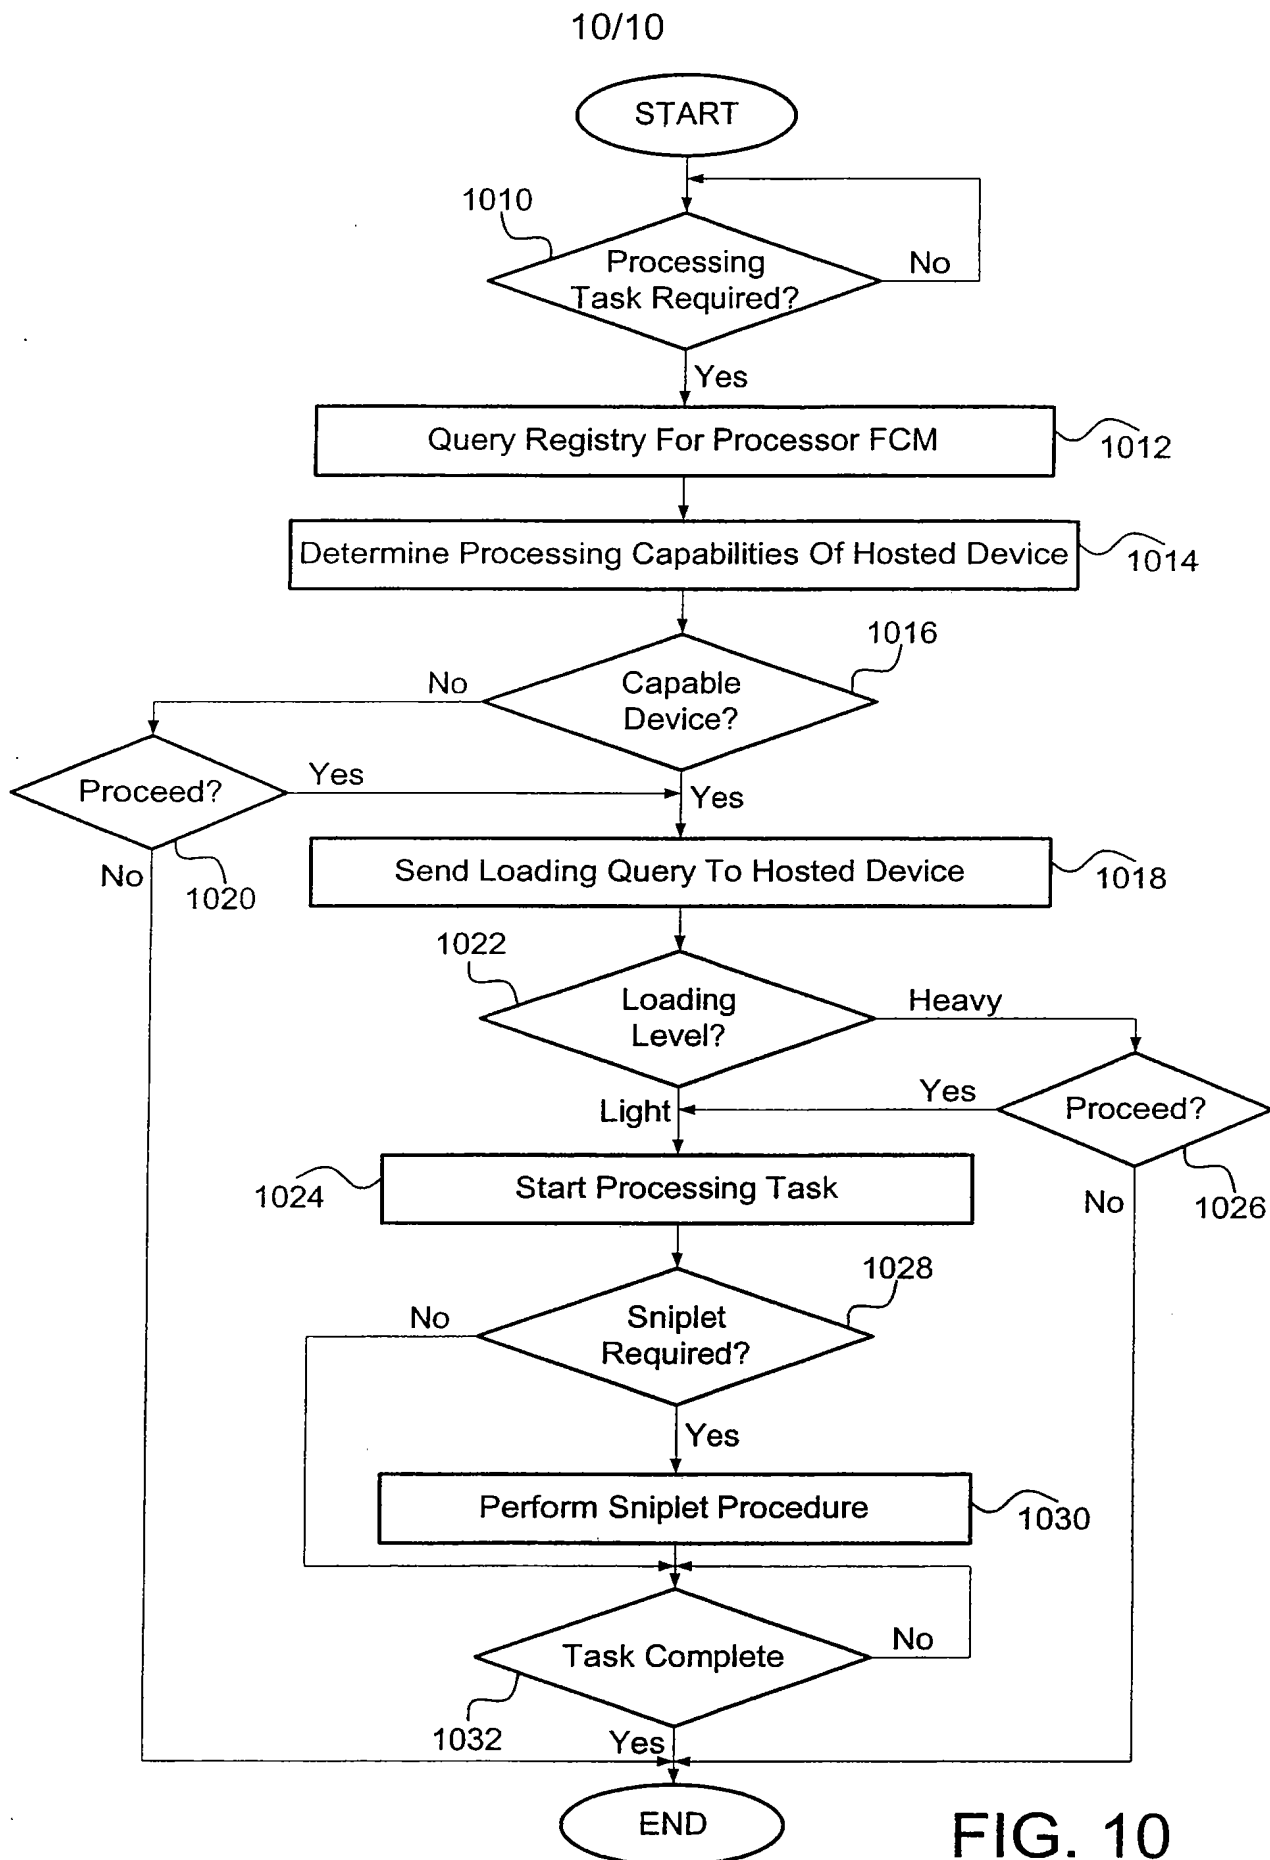 10/10
START
1010
Processing
Task Required?
No
Yes
Query Registry For Processor FCM
1012
Determine Processing Capabilities Of Hosted Device
1014
1016
No
Capable
Device?
Proceed?
Yes
Yes
No
1020
Send Loading Query To Hosted Device
1018
1022
Loading
Level?
Heavy
Yes
Proceed?
Light
1024
Start Processing Task
No
1026
1028
No
Sniplet
Required?
Yes
Perform Sniplet Procedure
1030
Task Complete
No
1032
Yes
END
FIG. 10